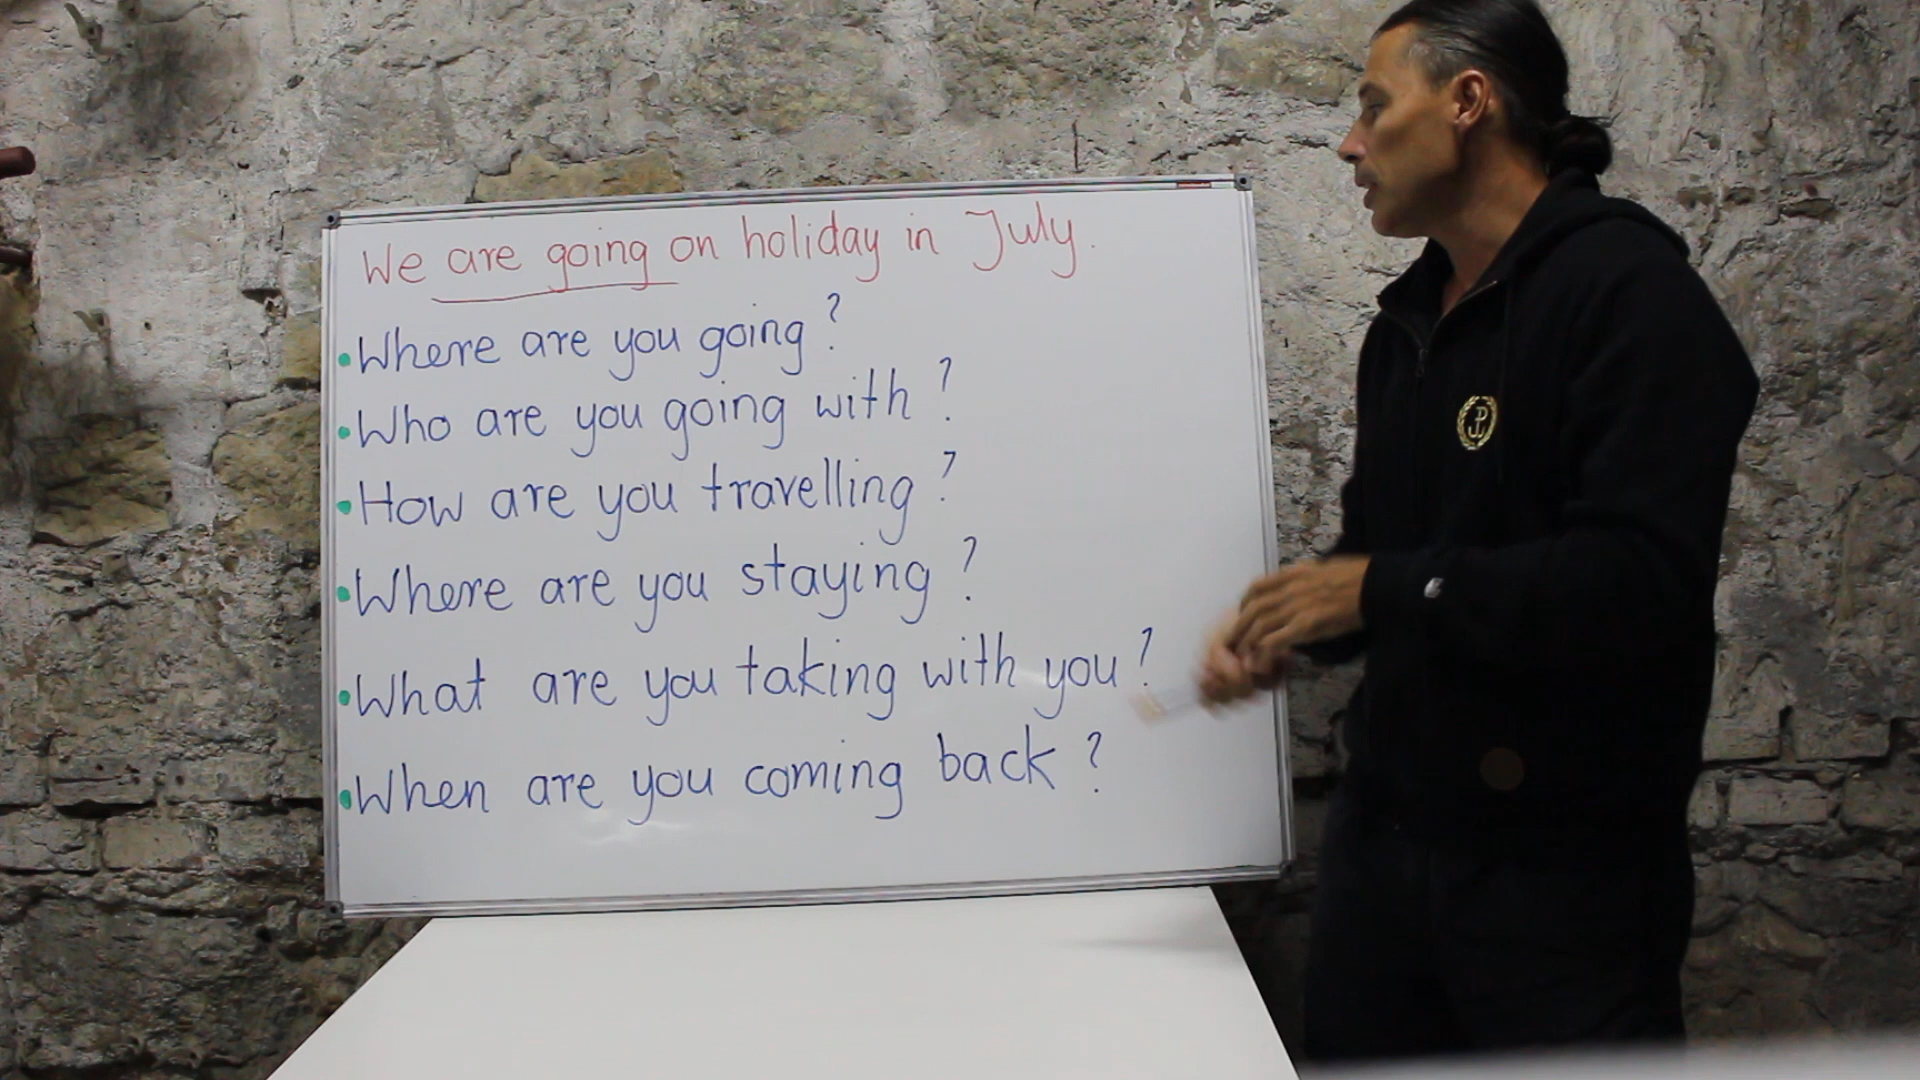 We are going on holiday in July.
• Where are you going?
• Who are you going with?
• How are you travelling?
• Where are you staying?
• What are you taking with you?
• When are you coming back?